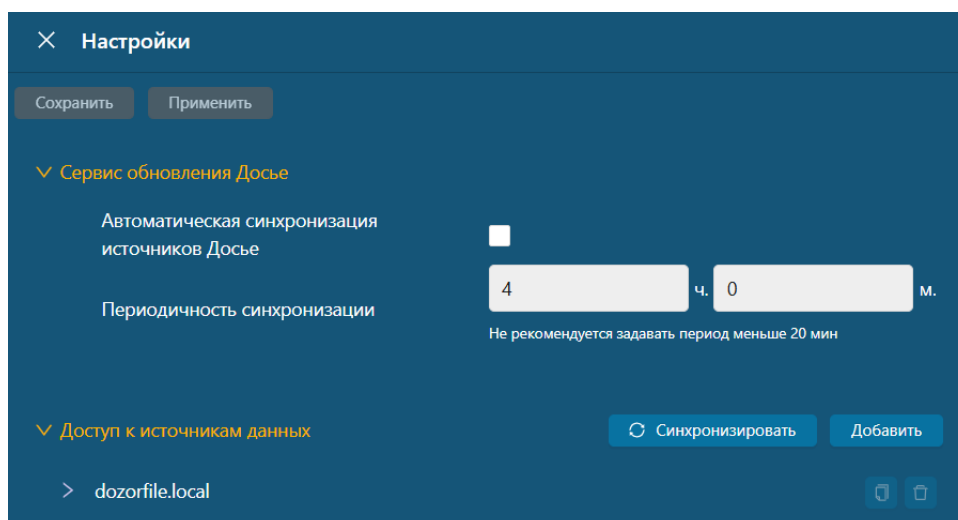 Настройки
Сохранить Применить
Сервис обновления Досье
Автоматическая синхронизация
источников Досье
Периодичность синхронизации
4 ч. 0 м.
Не рекомендуется задавать период меньше 20 мин
Доступ к источникам данных Синхронизировать Добавить
dozorfile.local